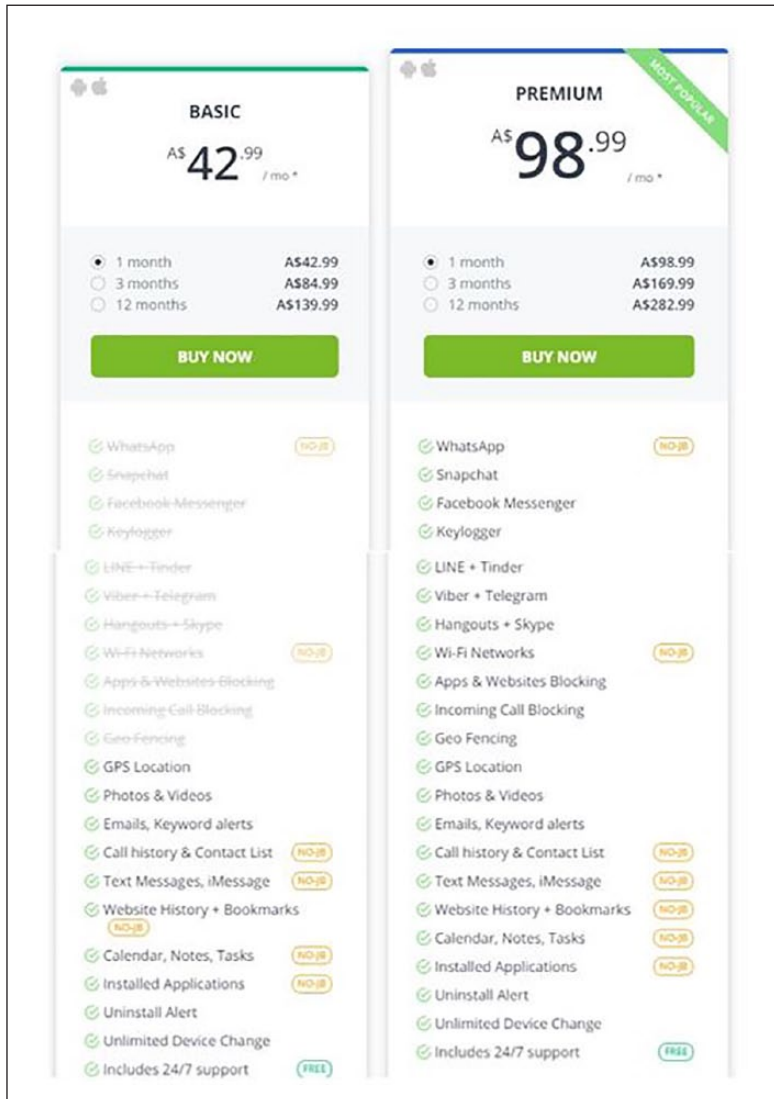 BASIC
A$ 42 .99
/ mo *
1 month A$42.99
3 months A$84.99
12 months A$139.99
BUY NOW
WhatsApp NO-JB
Snapchat
Facebook Messenger
Keylogger
LINE + Tinder
Viber + Telegram
Hangouts + Skype
Wi-Fi Networks NO-JB
Apps & Websites Blocking
Incoming Call Blocking
Geo Fencing
GPS Location
Photos & Videos
Emails, Keyword alerts
Call history & Contact List NO-JB
Text Messages, iMessage NO-JB
Website History + Bookmarks
NO-JB
Calendar, Notes, Tasks NO-JB
Installed Applications NO-JB
Uninstall Alert
Unlimited Device Change
Includes 24/7 support FREE
MOST POPULAR
PREMIUM
A$ 98 .99
/ mo *
1 month A$98.99
3 months A$169.99
12 months A$282.99
BUY NOW
WhatsApp NO-JB
Snapchat
Facebook Messenger
Keylogger
LINE + Tinder
Viber + Telegram
Hangouts + Skype
Wi-Fi Networks NO-JB
Apps & Websites Blocking
Incoming Call Blocking
Geo Fencing
GPS Location
Photos & Videos
Emails, Keyword alerts
Call history & Contact List NO-JB
Text Messages, iMessage NO-JB
Website History + Bookmarks NO-JB
Calendar, Notes, Tasks NO-JB
Installed Applications NO-JB
Uninstall Alert
Unlimited Device Change
Includes 24/7 support FREE